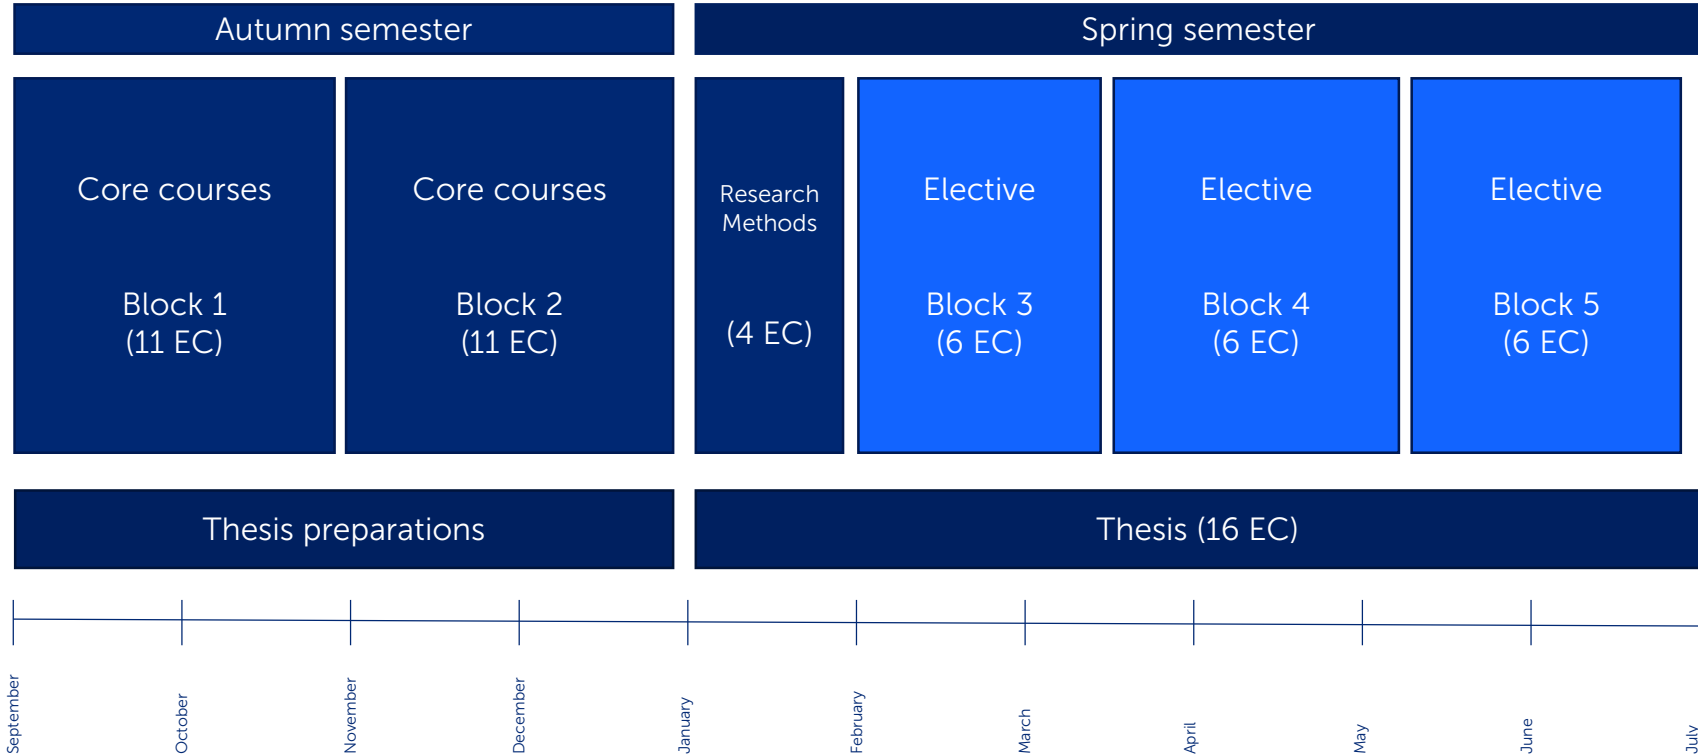 Autumn semester
Spring semester
Core courses
Block 1
(11 EC)
Core courses
Block 2
(11 EC)
Research
Methods
(4 EC)
Elective
Block 3
(6 EC)
Elective
Block 4
(6 EC)
Elective
Block 5
(6 EC)
Thesis preparations
Thesis (16 EC)
September
October
November
December
January
February
March
April
May
June
July